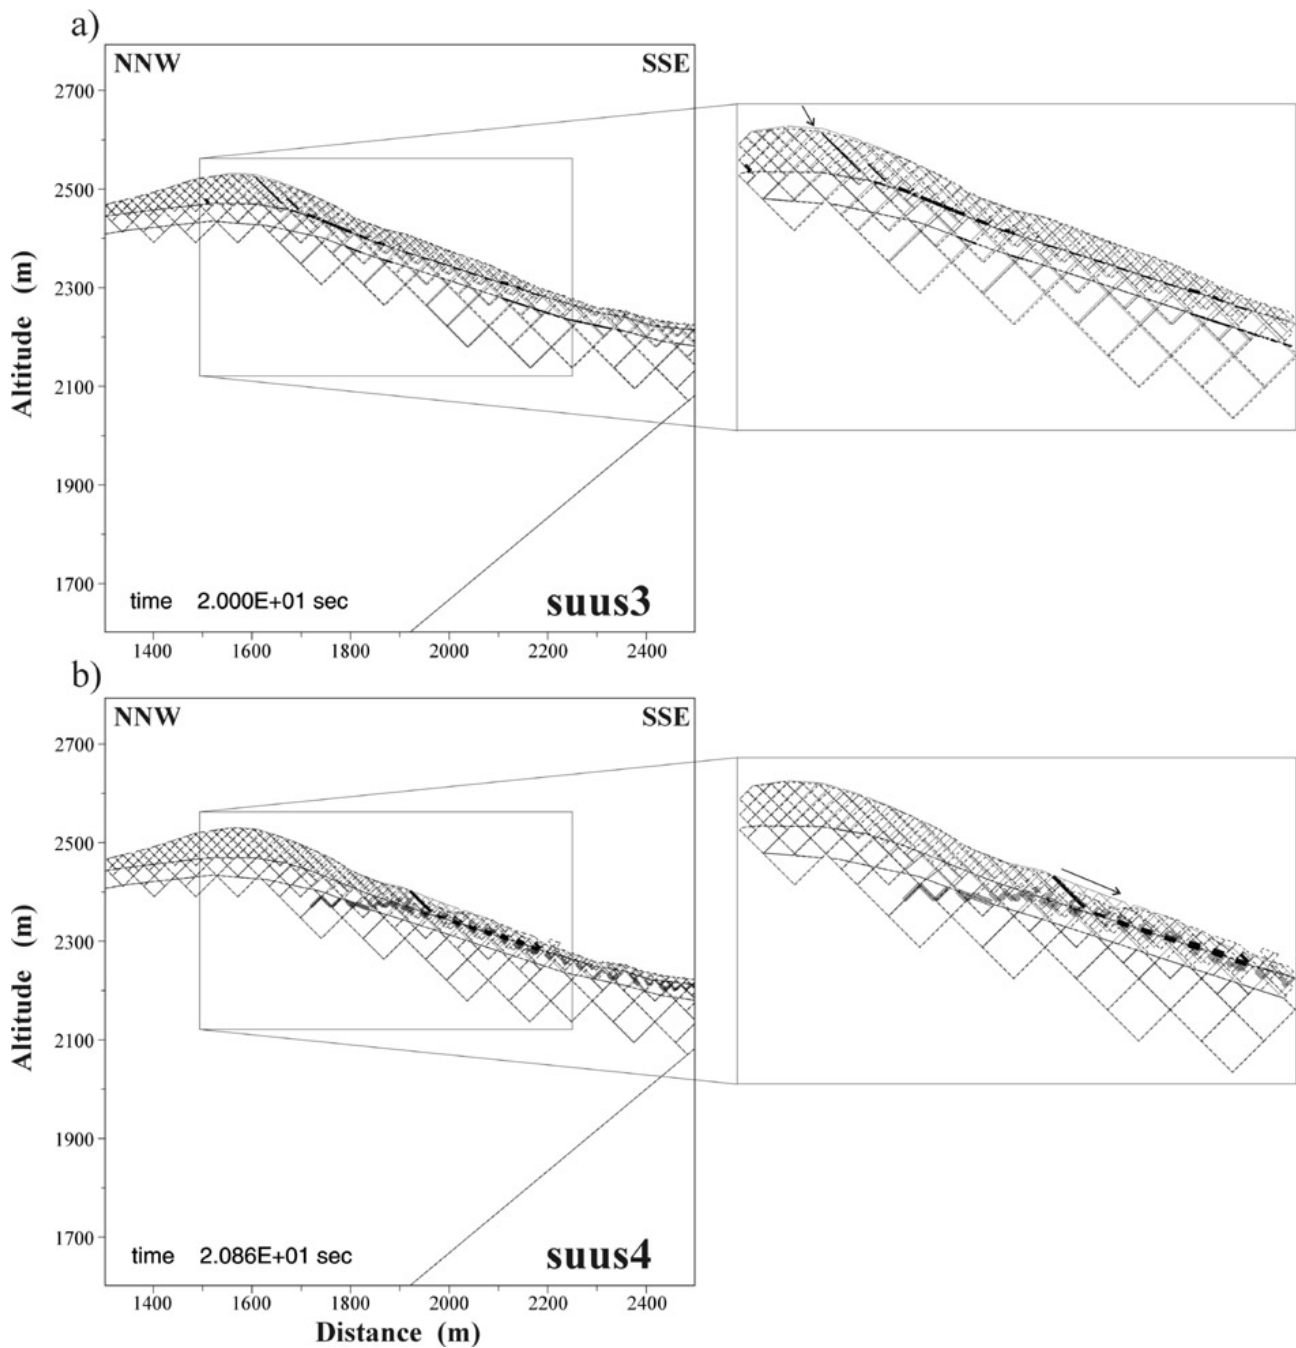 a)
NNW SSE
2700
2500
2300
2100
1900
1700
Altitude (m)
time 2.000E+01 sec suus3
1400 1600 1800 2000 2200 2400
b)
NNW SSE
2700
2500
2300
2100
1900
1700
Altitude (m)
time 2.086E+01 sec suus4
1400 1600 1800 2000 2200 2400
Distance (m)